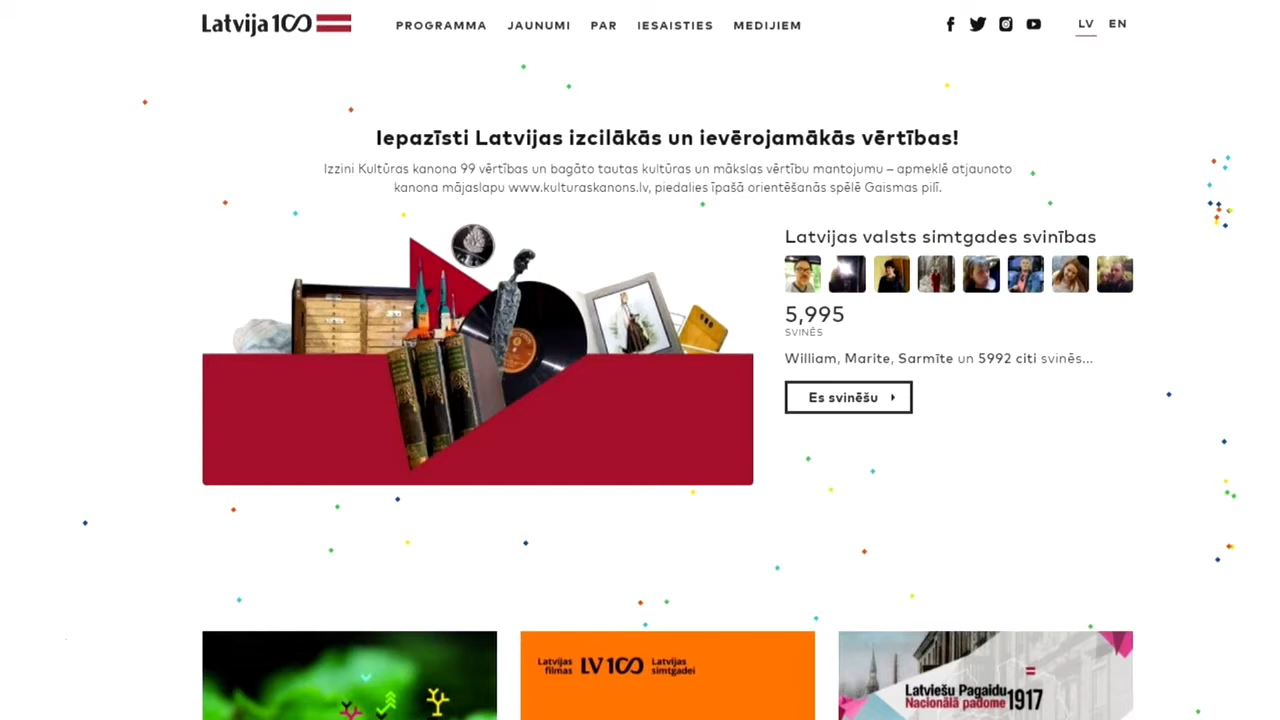 Latvija 100
PROGRAMMA JAUNUMI PAR IESAISTIES MEDIJIEM
LV EN
Iepazīsti Latvijas izcilākās un ievērojamākās vērtības!
Izzini Kultūras kanona 99 vērtības un bagāto tautas kultūras un mākslas vērtību mantojumu – apmeklē atjaunoto
kanona mājaslapu www.kulturaskanons.lv, piedalies īpašā orientēšanās spēlē Gaismas pilī.
Latvijas valsts simtgades svinības
5,995
SVINĒS
William, Marite, Sarmīte un 5992 citi svinēs...
Es svinēšu
Latvijas
filmas
LV100
Latvijas
simtgadei
Latviešu Pagaidu
Nacionālā padome
1917